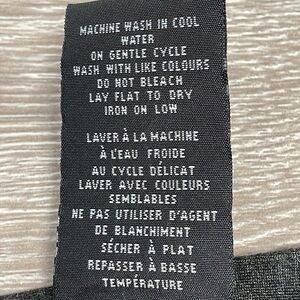 MACHINE WASH IN COOL
WATER
ON GENTLE CYCLE
WASH WITH LIKE COLOURS
DO NOT BLEACH
LAY FLAT TO DRY
IRON ON LOW
LAVER À LA MACHINE
À L'EAU FROIDE
AU CYCLE DÉLICAT
LAVER AVEC COULEURS
SEMBLABLES
NE PAS UTILISER D'AGENT
DE BLANCHIMENT
SÉCHER À PLAT
REPASSER À BASSE
TEMPÉRATURE